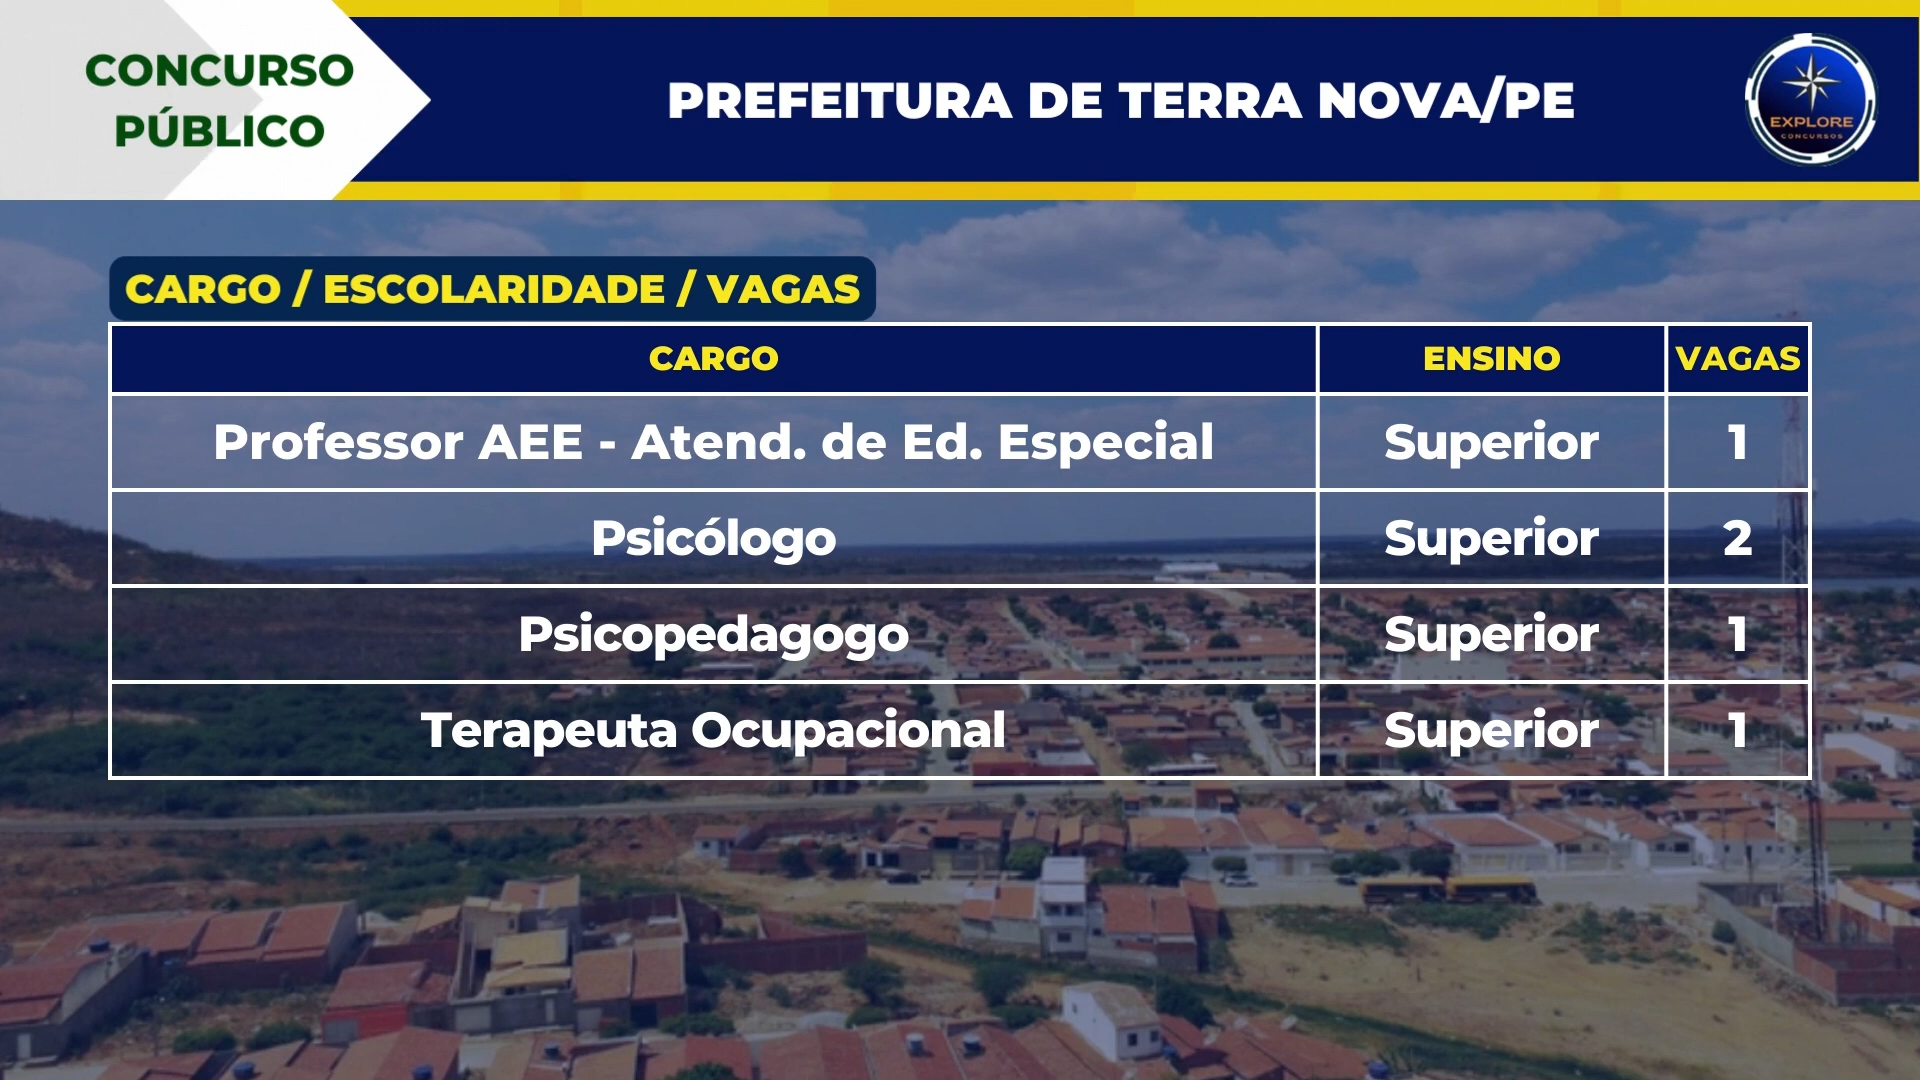 CONCURSO
PÚBLICO
PREFEITURA DE TERRA NOVA/PE
EXPLORE
CONCURSOS
CARGO / ESCOLARIDADE / VAGAS
CARGO ENSINO VAGAS
Professor AEE - Atend. de Ed. Especial Superior 1
Psicólogo Superior 2
Psicopedagogo Superior 1
Terapeuta Ocupacional Superior 1